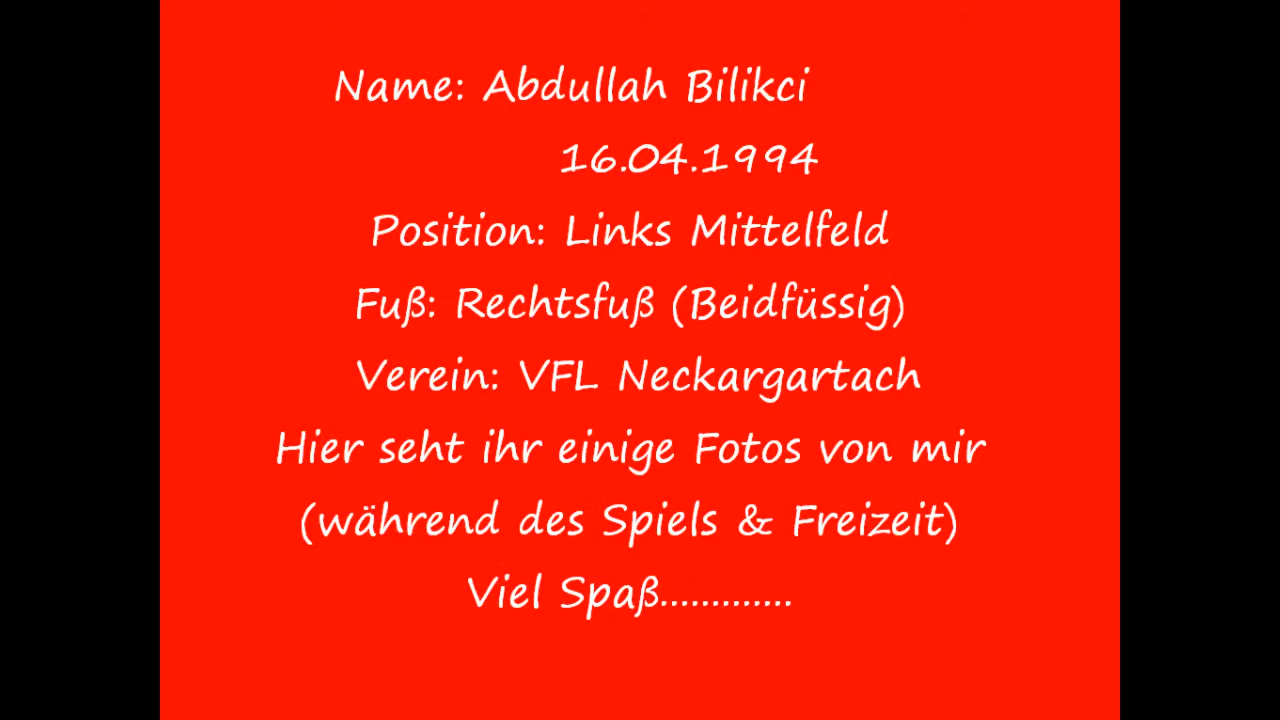 Name: Abdullah Bilikci
16.04.1994
Position: Links Mittelfeld
Fuß: Rechtsfuß (Beidfüssig)
Verein: VFL Neckargartach
Hier seht ihr einige Fotos von mir
(während des Spiels & Freizeit)
Viel Spaß.............